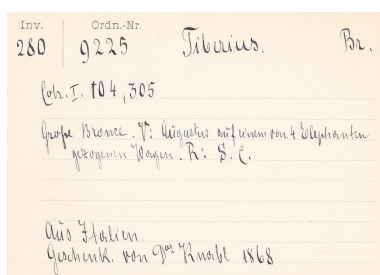 Inv. Ordn.-Nr.
280 9225 Tiberius. Br.
Coh. I. 104, 305
Große Bronce. V: Augustus auf einem von 4 Elephanten
gezogenen Wagen. R: S. C.
Aus Italien.
Geschenk von Knabl 1868